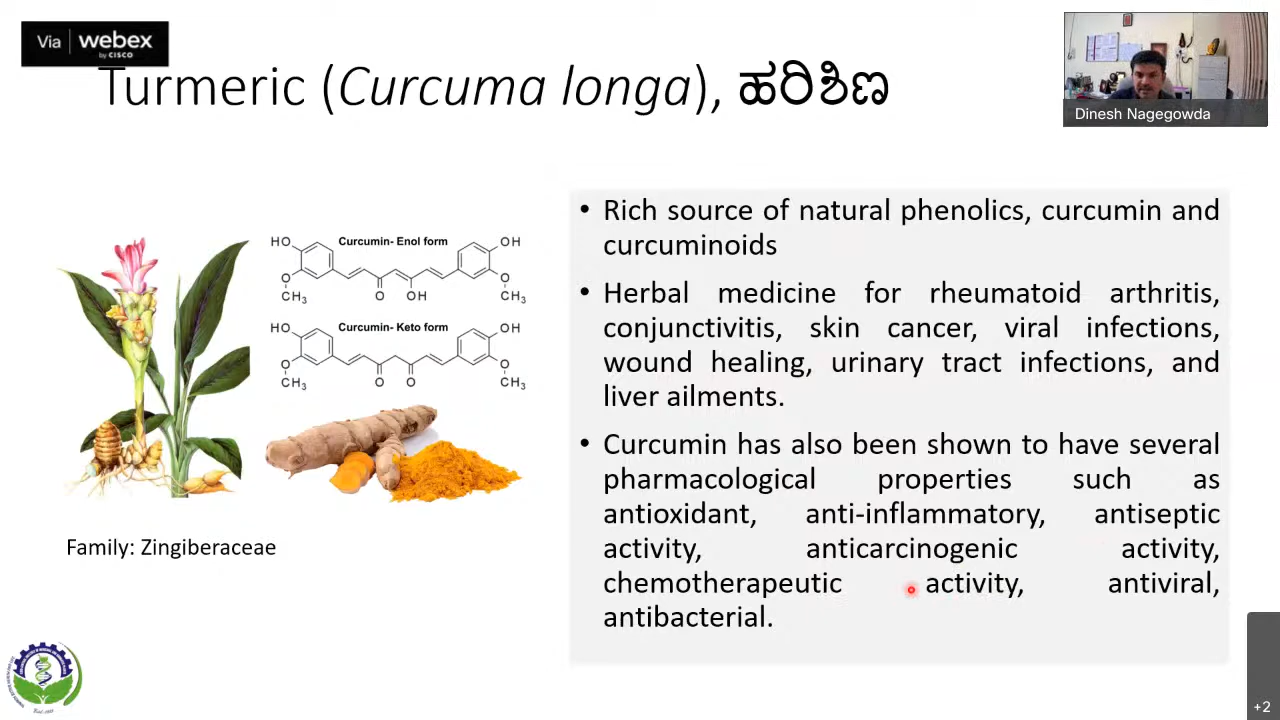 Via webex
by CISCO
Turmeric (Curcuma longa), ಹರಿಶಿಣ
Dinesh Nagegowda
• Rich source of natural phenolics, curcumin and
curcuminoids
• Herbal medicine for rheumatoid arthritis,
conjunctivitis, skin cancer, viral infections,
wound healing, urinary tract infections, and
liver ailments.
• Curcumin has also been shown to have several
pharmacological properties such as
antioxidant, anti-inflammatory, antiseptic
activity, anticarcinogenic activity,
chemotherapeutic activity, antiviral,
antibacterial.
HO Curcumin- Enol form OH
O O OH O
CH3 CH3
HO Curcumin- Keto form OH
O O O O
CH3 CH3
Family: Zingiberaceae
+2